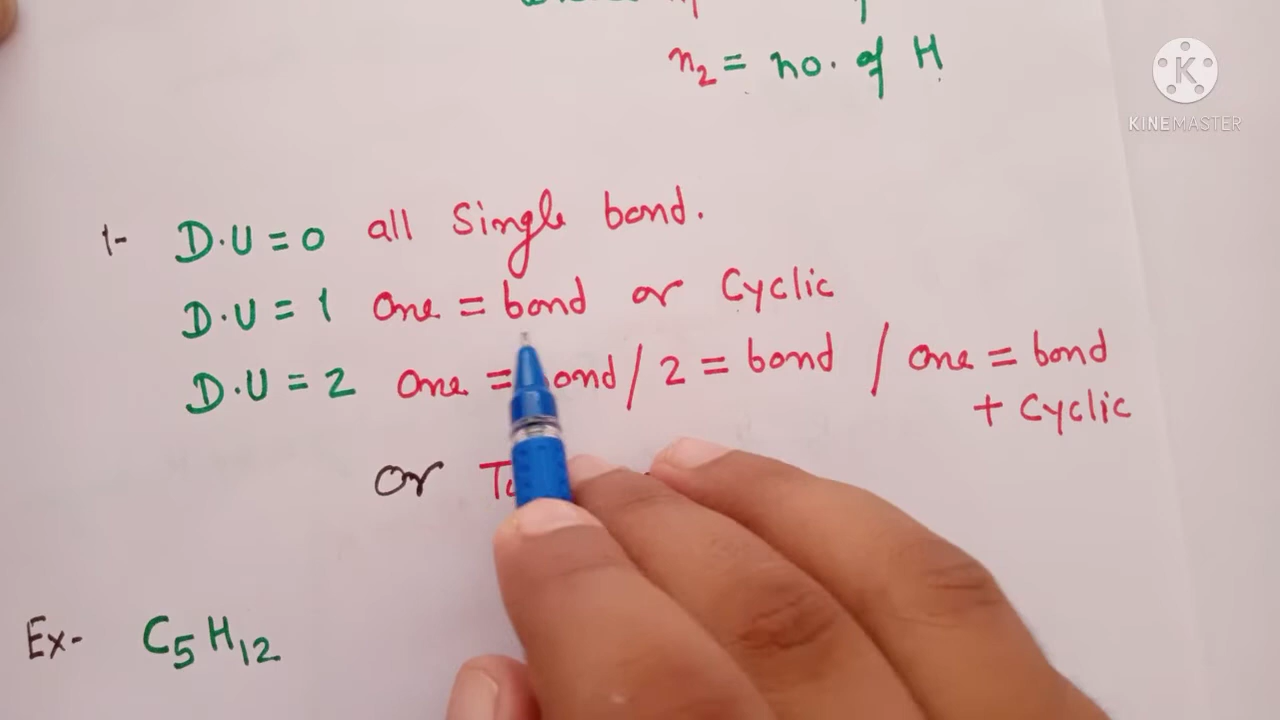 n₂ = no. of H
KINEMASTER
1- D.U = 0 all Single bond.
D.U = 1 One = bond or Cyclic
D.U = 2 One = bond / 2 = bond / One = bond
+ Cyclic
or
Ex- C₅H₁₂